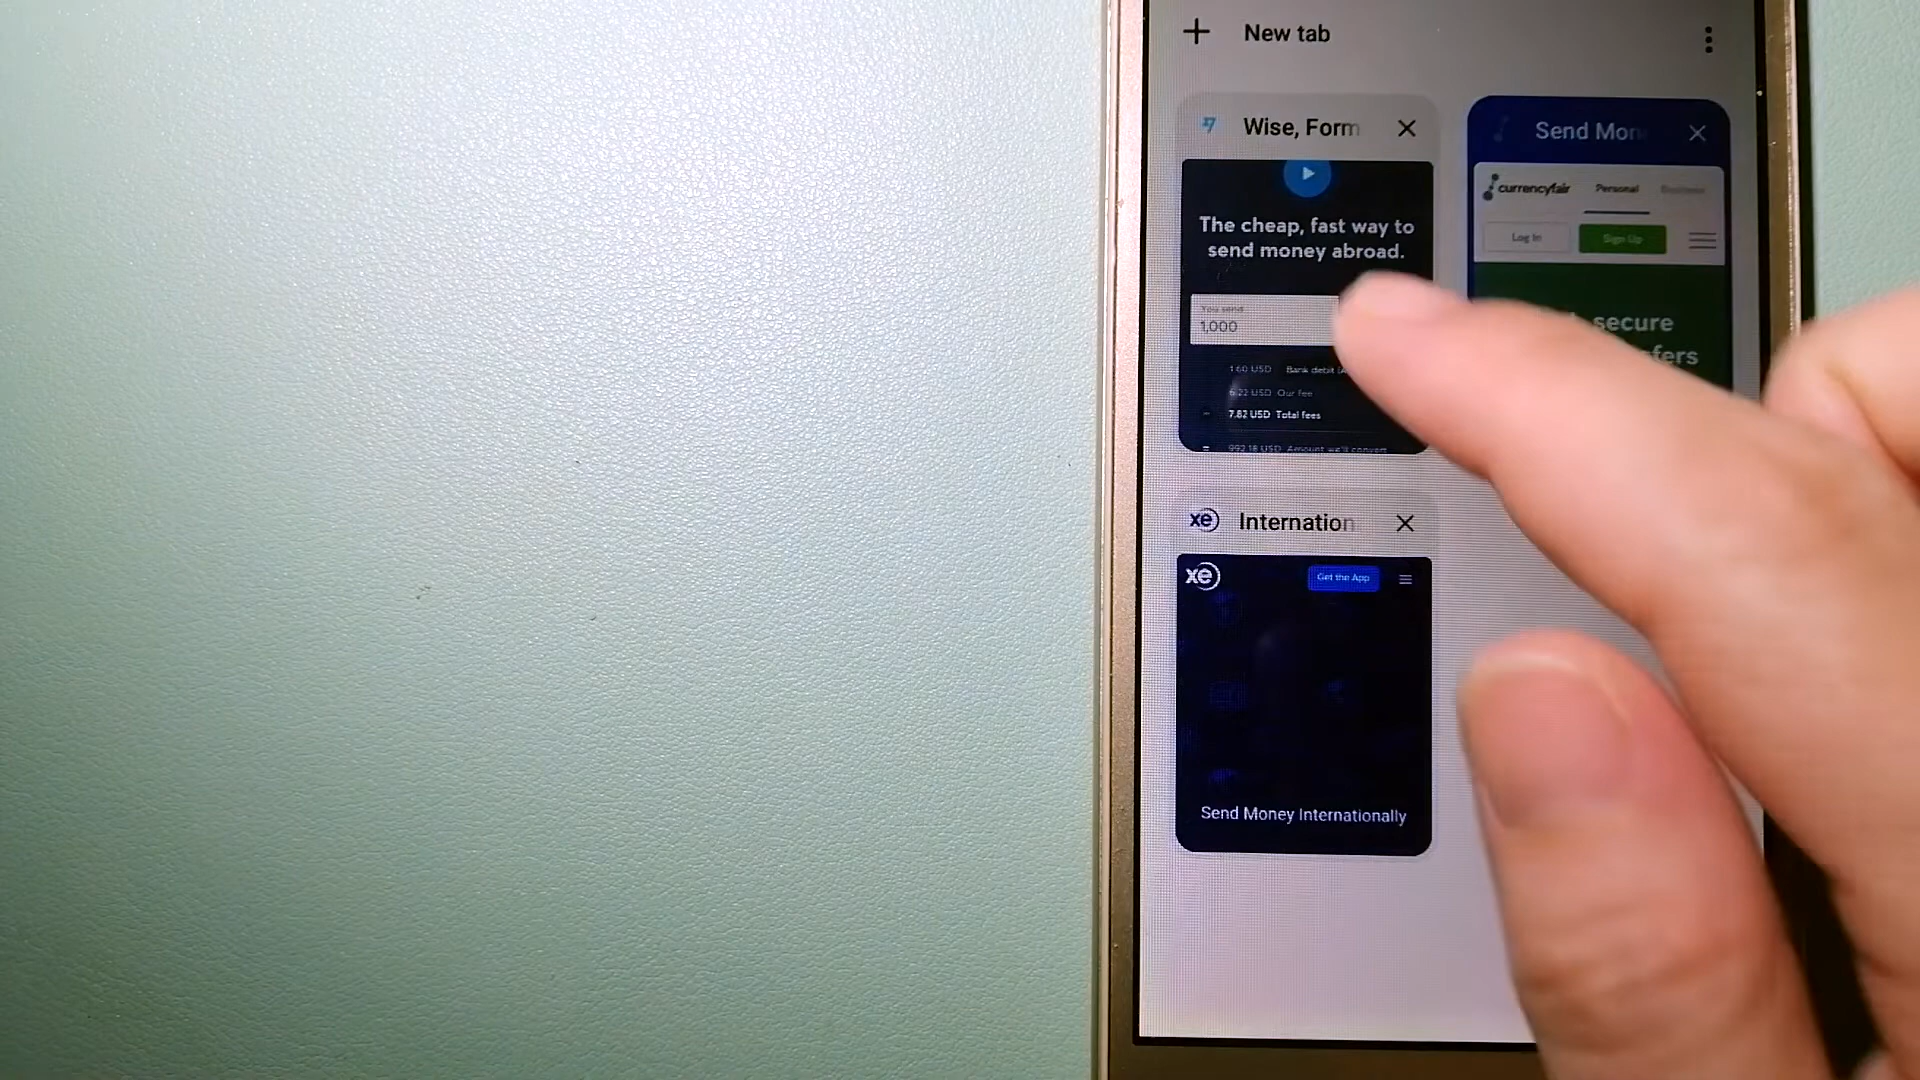 New tab
Wise, Form
The cheap, fast way to
send money abroad.
You send
1,000
1.60 USD Bank debit
6.22 USD Our fee
7.82 USD Total fees
992.18 USD Amount we'll convert
Send Mon
currencyfair Personal Business
Log In Sign Up
secure
xe Internation
xe Get the App
Send Money Internationally